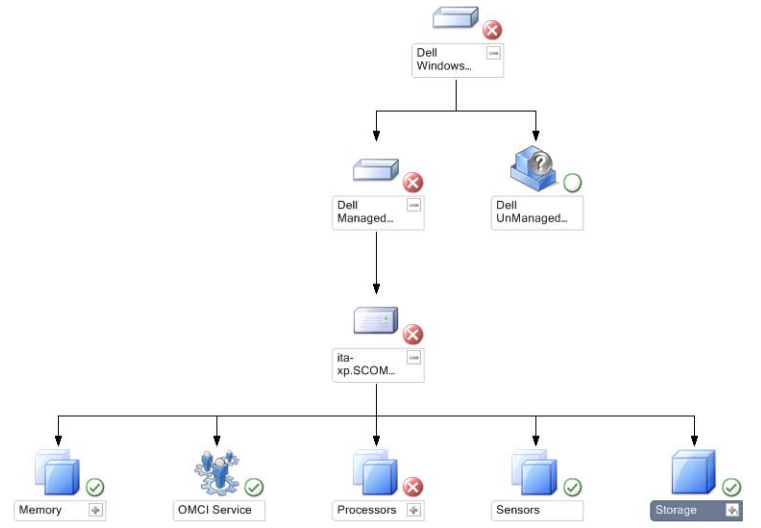 Dell
Windows...
Dell
Managed...
Dell
UnManaged...
ita-
xp.SCOM...
Memory
OMCI Service
Processors
Sensors
Storage